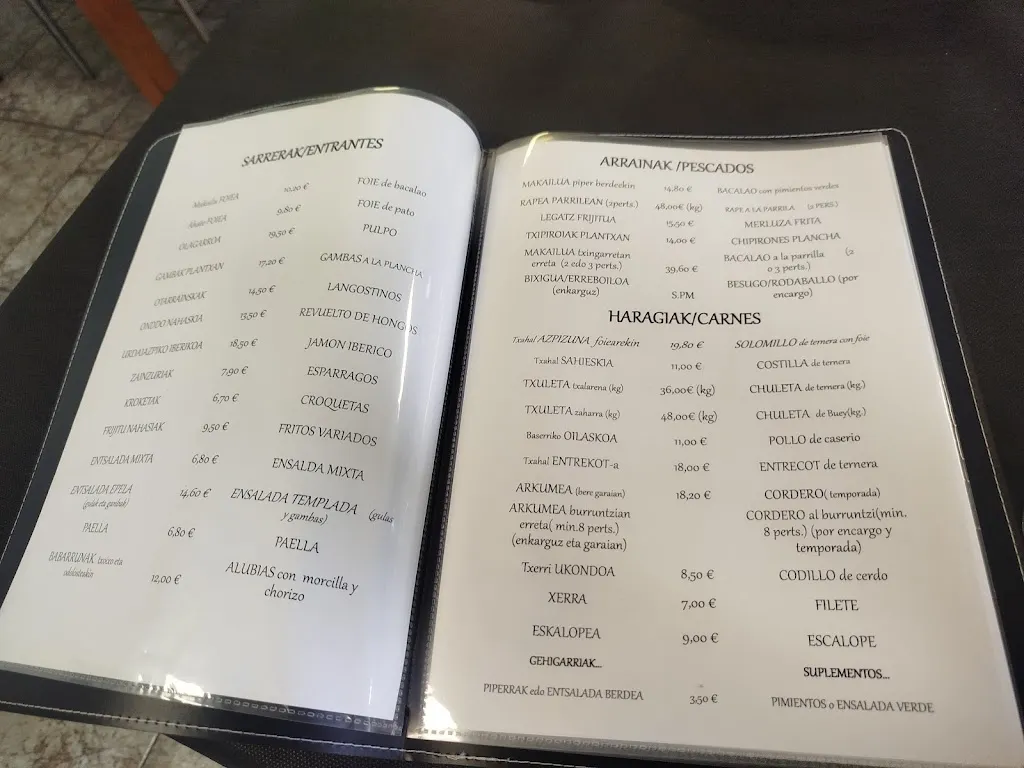 SARRERAK/ENTRANTES
Makailu FOIEA 10,20 € FOIE de bacalao
Ahate FOIEA 9,80 € FOIE de pato
OLAGARROA 19,50 € PULPO
GAMBAK PLANTXAN 17,20 € GAMBAS A LA PLANCHA
OTARRAINSKAK 14,50 € LANGOSTINOS
ONDDO NAHASKIA 13,50 € REVUELTO DE HONGOS
URDAIAZPIKO IBERIKOA 18,50 € JAMON IBERICO
ZAINZURIAK 7,90 € ESPARRAGOS
KROKETAK 6,70 € CROQUETAS
FRIJITU NAHASIAK 9,50 € FRITOS VARIADOS
ENTSALADA MIXTA 6,80 € ENSALDA MIXTA
ENTSALADA EPELA 14,60 € ENSALADA TEMPLADA (gulas
(gulak eta ganbak) y gambas)
PAELLA 6,80 € PAELLA
BABARRUNAK txorizo eta
odolosteakin 12,00 € ALUBIAS con morcilla y
chorizo
ARRAINAK /PESCADOS
MAKAILUA piper berdeekin 14,80 € BACALAO con pimientos verdes
RAPEA PARRILEAN (2perts.) 48,00€ (kg) RAPE A LA PARRILA (2 PERS.)
LEGATZ FRIJITUA 15,50 € MERLUZA FRITA
TXIPIROIAK PLANTXAN 14,00 € CHIPIRONES PLANCHA
MAKAILUA txingarretan BACALAO a la parrilla (2
erreta (2 edo 3 perts.) 39,60 € o 3 perts.)
BIXIGUA/ERREBOILOA BESUGO/RODABALLO (por
(enkarguz) S.PM encargo)
HARAGIAK/CARNES
Txahal AZPIZUNA foiearekin 19,80 € SOLOMILLO de ternera con foie
Txahal SAHIESKIA 11,00 € COSTILLA de ternera
TXULETA txalarena (kg) 36,00€ (kg) CHULETA de ternera (kg.)
TXULETA zaharra (kg) 48,00€ (kg) CHULETA de Buey(kg.)
Baserriko OILASKOA 11,00 € POLLO de caserio
Txahal ENTREKOT-a 18,00 € ENTRECOT de ternera
ARKUMEA (bere garaian) 18,20 € CORDERO( temporada)
ARKUMEA burruntzian CORDERO al burruntzi(min.
erreta( min.8 perts.) 8 perts.) (por encargo y
(enkarguz eta garaian) temporada)
Txerri UKONDOA 8,50 € CODILLO de cerdo
XERRA 7,00 € FILETE
ESKALOPEA 9,00 € ESCALOPE
GEHIGARRIAK... SUPLEMENTOS...
PIPERRAK edo ENTSALADA BERDEA 3,50 € PIMIENTOS o ENSALADA VERDE